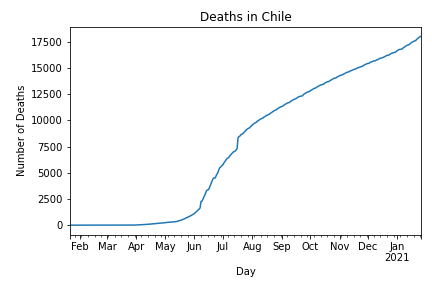 Deaths in Chile
17500
15000
12500
10000
7500
5000
2500
0
Number of Deaths
Feb Mar Apr May Jun Jul Aug Sep Oct Nov Dec Jan
2021
Day